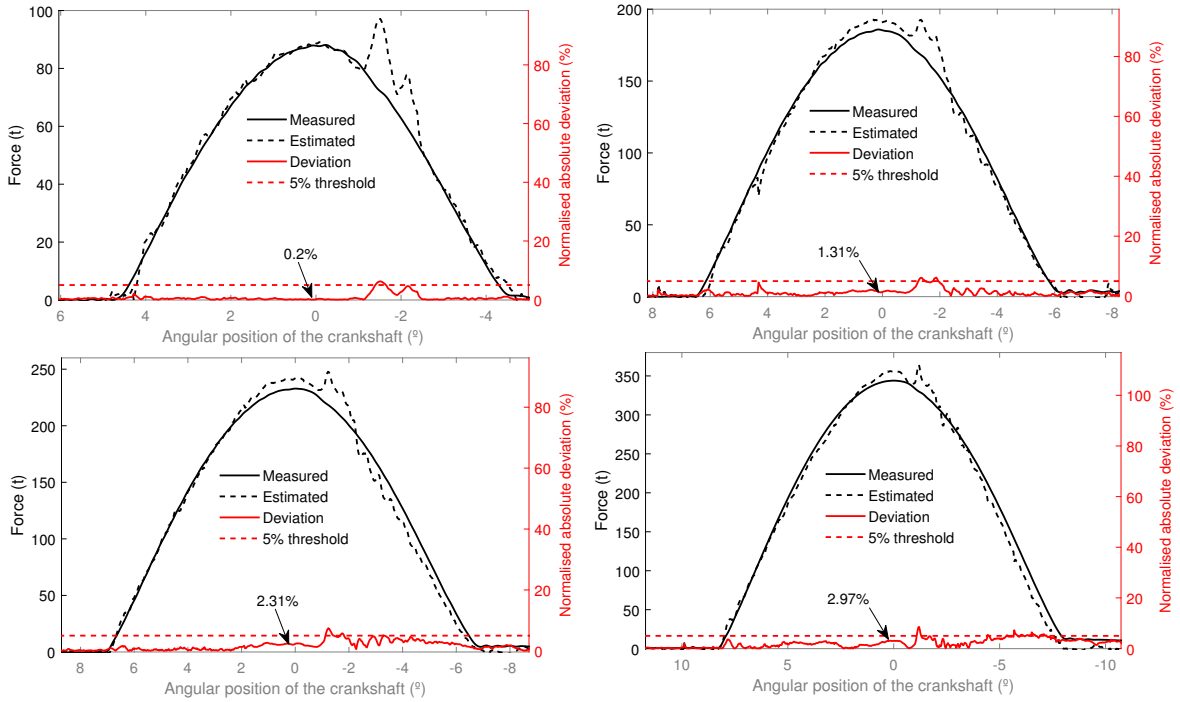 100
80
60
40
20
0
Force (t)
80
60
40
20
0
Normalised absolute deviation (%)
Measured
Estimated
Deviation
5% threshold
0.2%
6 4 2 0 -2 -4
Angular position of the crankshaft (º)
200
150
100
50
0
Force (t)
80
60
40
20
0
Normalised absolute deviation (%)
Measured
Estimated
Deviation
5% threshold
1.31%
8 6 4 2 0 -2 -4 -6 -8
Angular position of the crankshaft (º)
250
200
150
100
50
0
Force (t)
80
60
40
20
0
Normalised absolute deviation (%)
Measured
Estimated
Deviation
5% threshold
2.31%
8 6 4 2 0 -2 -4 -6 -8
Angular position of the crankshaft (º)
350
300
250
200
150
100
50
0
Force (t)
100
80
60
40
20
0
Normalised absolute deviation (%)
Measured
Estimated
Deviation
5% threshold
2.97%
10 5 0 -5 -10
Angular position of the crankshaft (º)